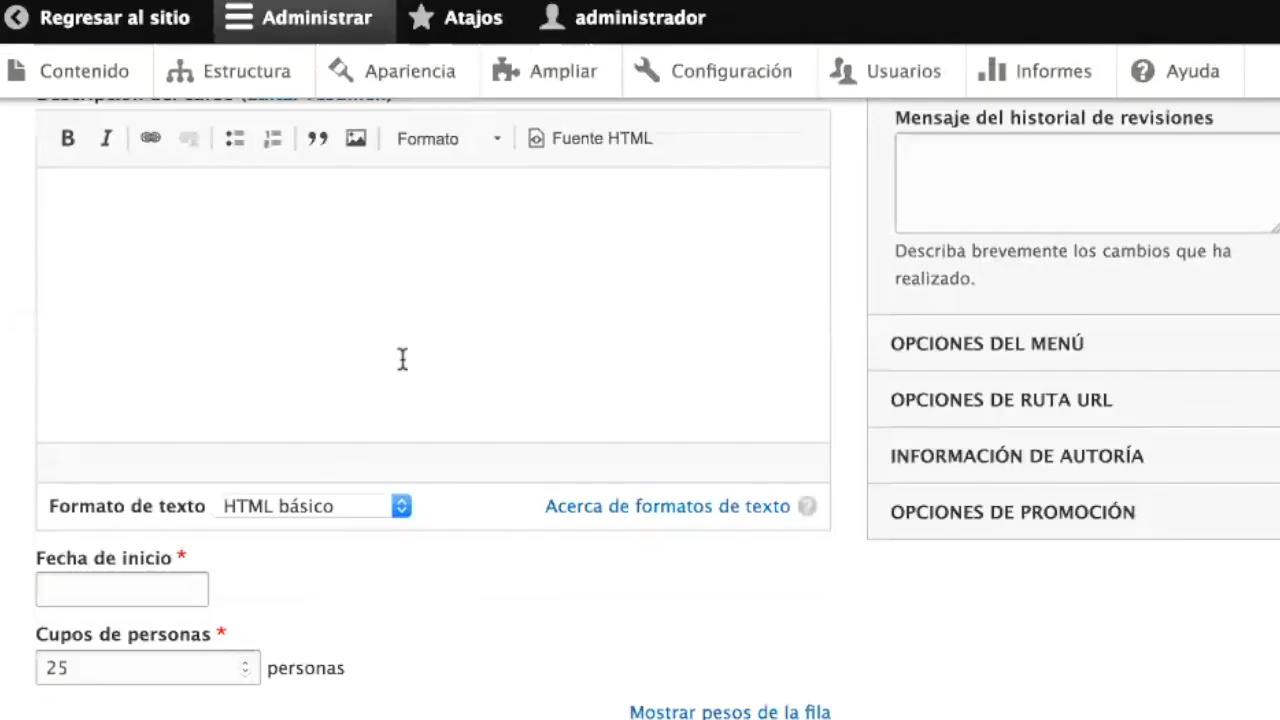 Regresar al sitio Administrar Atajos administrador
Contenido Estructura Apariencia Ampliar Configuración Usuarios Informes Ayuda
B I Formato Fuente HTML
Formato de texto HTML básico Acerca de formatos de texto ?
Fecha de inicio *
Cupos de personas *
25 personas
Mostrar pesos de la fila
Mensaje del historial de revisiones
Describa brevemente los cambios que ha
realizado.
OPCIONES DEL MENÚ
OPCIONES DE RUTA URL
INFORMACIÓN DE AUTORÍA
OPCIONES DE PROMOCIÓN